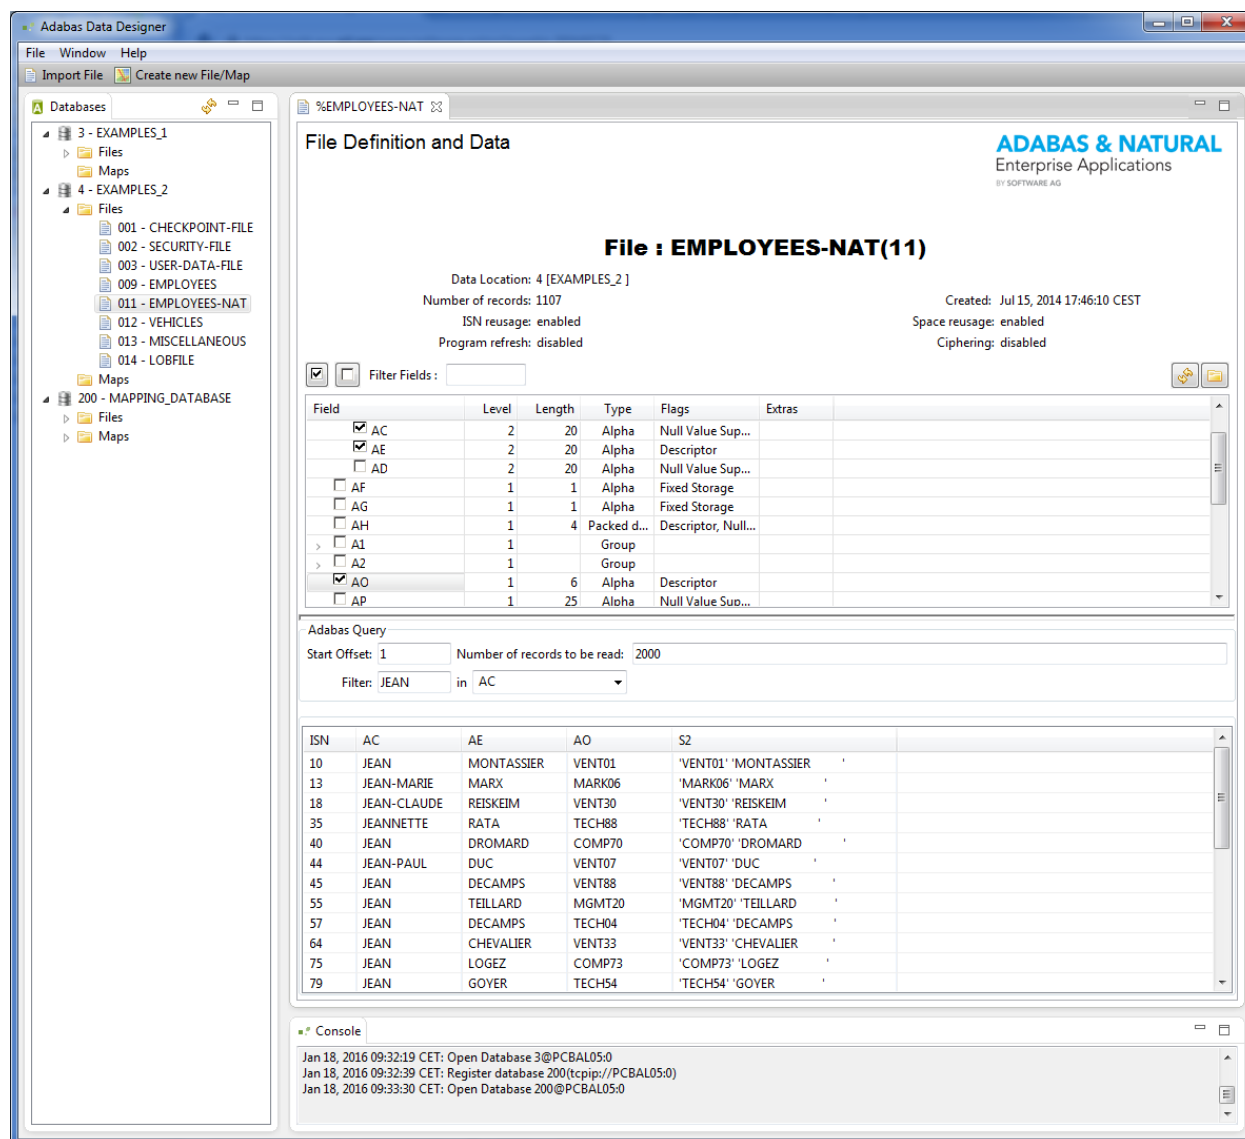 Adabas Data Designer
File Window Help
Import File Create new File/Map
Databases
3 - EXAMPLES_1
Files
Maps
4 - EXAMPLES_2
Files
001 - CHECKPOINT-FILE
002 - SECURITY-FILE
003 - USER-DATA-FILE
009 - EMPLOYEES
011 - EMPLOYEES-NAT
012 - VEHICLES
013 - MISCELLANEOUS
014 - LOBFILE
Maps
200 - MAPPING_DATABASE
Files
Maps
%EMPLOYEES-NAT
File Definition and Data
ADABAS & NATURAL
Enterprise Applications
BY SOFTWARE AG
File : EMPLOYEES-NAT(11)
Data Location: 4 [EXAMPLES_2 ]
Number of records: 1107 Created: Jul 15, 2014 17:46:10 CEST
ISN reusage: enabled Space reusage: enabled
Program refresh: disabled Ciphering: disabled
Filter Fields :
Field Level Length Type Flags Extras
AC 2 20 Alpha Null Value Sup...
AE 2 20 Alpha Descriptor
AD 2 20 Alpha Null Value Sup...
AF 1 1 Alpha Fixed Storage
AG 1 1 Alpha Fixed Storage
AH 1 4 Packed d... Descriptor, Null...
A1 1 Group
A2 1 Group
AO 1 6 Alpha Descriptor
AP 1 25 Alpha Null Value Sup...
Adabas Query
Start Offset: 1 Number of records to be read: 2000
Filter: JEAN in AC
ISN AC AE AO S2
10 JEAN MONTASSIER VENT01 'VENT01' 'MONTASSIER '
13 JEAN-MARIE MARX MARK06 'MARK06' 'MARX '
18 JEAN-CLAUDE REISKEIM VENT30 'VENT30' 'REISKEIM '
35 JEANNETTE RATA TECH88 'TECH88' 'RATA '
40 JEAN DROMARD COMP70 'COMP70' 'DROMARD '
44 JEAN-PAUL DUC VENT07 'VENT07' 'DUC '
45 JEAN DECAMPS VENT88 'VENT88' 'DECAMPS '
55 JEAN TEILLARD MGMT20 'MGMT20' 'TEILLARD '
57 JEAN DECAMPS TECH04 'TECH04' 'DECAMPS '
64 JEAN CHEVALIER VENT33 'VENT33' 'CHEVALIER '
75 JEAN LOGEZ COMP73 'COMP73' 'LOGEZ '
79 JEAN GOYER TECH54 'TECH54' 'GOYER '
Console
Jan 18, 2016 09:32:19 CET: Open Database 3@PCBAL05:0
Jan 18, 2016 09:32:39 CET: Register database 200(tcpip://PCBAL05:0)
Jan 18, 2016 09:33:30 CET: Open Database 200@PCBAL05:0